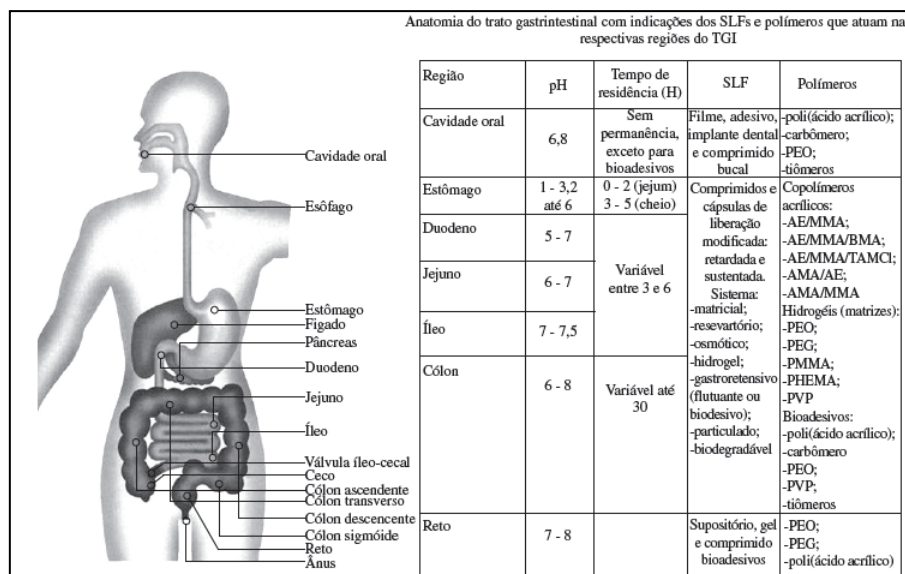 Anatomia do trato gastrintestinal com indicações dos SLFs e polímeros que atuam na
respectivas regiões do TGI
Cavidade oral
Esôfago
Estômago
Fígado
Pâncreas
Duodeno
Jejuno
Íleo
Válvula íleo-cecal
Ceco
Cólon ascendente
Cólon transverso
Cólon descencente
Cólon sigmóide
Reto
Ânus
Região
pH
Tempo de
residência (H)
SLF
Polímeros
Cavidade oral
6,8
Sem
permanência,
exceto para
bioadesivos
Filme, adesivo,
implante dental
e comprimido
bucal
-poli(ácido acrílico);
-carbômero;
-PEO;
-tiômeros
Estômago
1 - 3,2
até 6
0 - 2 (jejum)
3 - 5 (cheio)
Duodeno
5 - 7
Jejuno
6 - 7
Íleo
7 - 7,5
Variável
entre 3 e 6
Cólon
6 - 8
Variável até
30
Comprimidos e
cápsulas de
liberação
modificada:
retardada e
sustentada.
Sistema:
-matricial;
-resevartório;
-osmótico;
-hidrogel;
-gastroretensivo
(flutuante ou
biodesivo);
-particulado;
-biodegradável
Copolímeros
acrílicos:
-AE/MMA;
-AE/MMA/BMA;
-AE/MMA/TAMCl;
-AMA/AE;
-AMA/MMA
Hidrogéis (matrizes):
-PEO;
-PEG;
-PMMA;
-PHEMA;
-PVP
Bioadesivos:
-poli(ácido acrílico);
-carbômero
-PEO;
-PVP;
-tiômeros
Reto
7 - 8
Supositório, gel
e comprimido
bioadesivos
-PEO;
-PEG;
-poli(ácido acrílico)